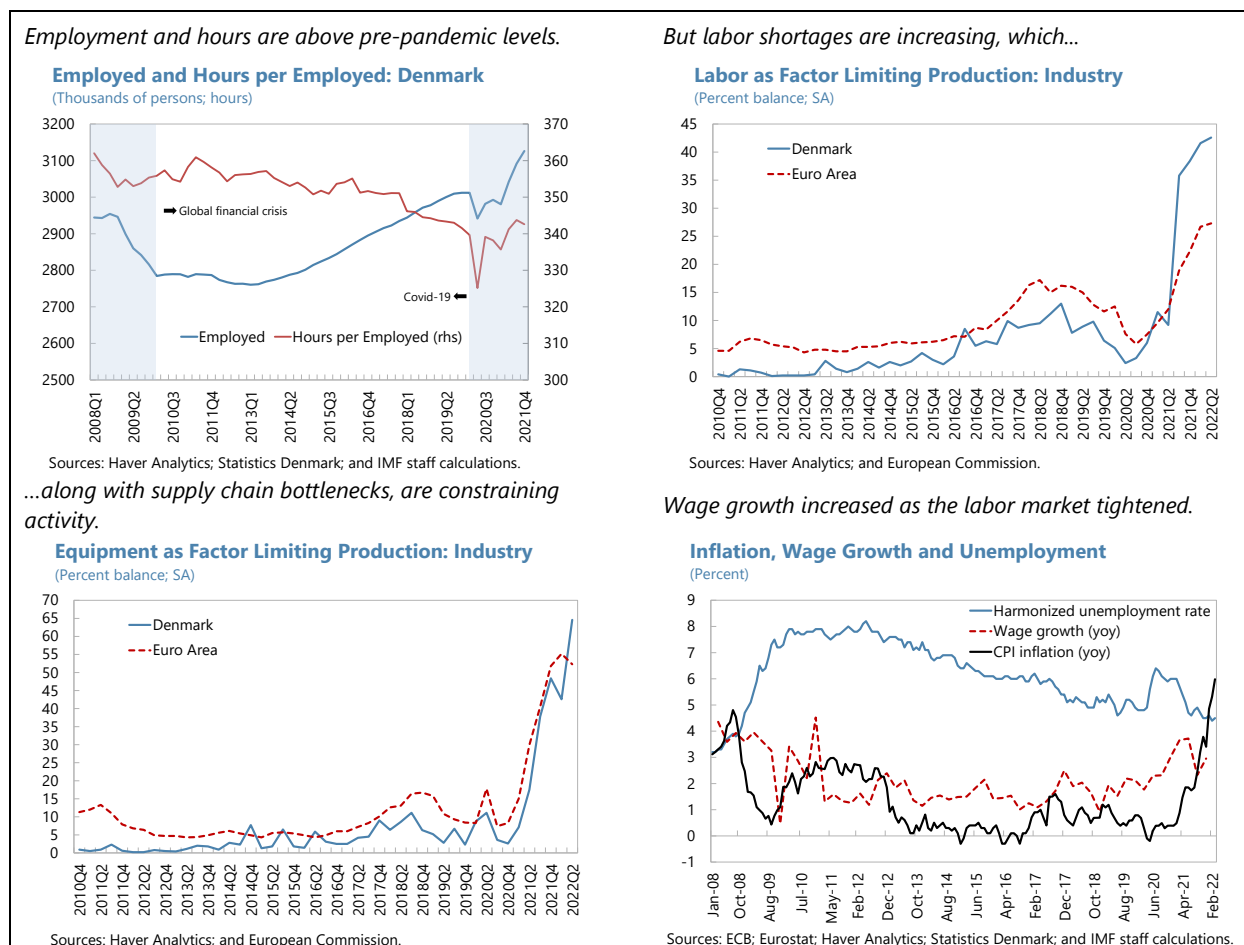 Employment and hours are above pre-pandemic levels.
Employed and Hours per Employed: Denmark
(Thousands of persons; hours)
3200
3100
3000
2900
2800
2700
2600
2500
370
360
350
340
330
320
310
300
Global financial crisis
Covid-19
Employed
Hours per Employed (rhs)
2008Q1
2009Q2
2010Q3
2011Q4
2013Q1
2014Q2
2015Q3
2016Q4
2018Q1
2019Q2
2020Q3
2021Q4
Sources: Haver Analytics; Statistics Denmark; and IMF staff calculations.
But labor shortages are increasing, which...
Labor as Factor Limiting Production: Industry
(Percent balance; SA)
45
40
35
30
25
20
15
10
5
0
Denmark
Euro Area
2010Q4
2011Q2
2011Q4
2012Q2
2012Q4
2013Q2
2013Q4
2014Q2
2014Q4
2015Q2
2015Q4
2016Q2
2016Q4
2017Q2
2017Q4
2018Q2
2018Q4
2019Q2
2019Q4
2020Q2
2020Q4
2021Q2
2021Q4
2022Q2
Sources: Haver Analytics; and European Commission.
...along with supply chain bottlenecks, are constraining
activity.
Equipment as Factor Limiting Production: Industry
(Percent balance; SA)
70
65
60
55
50
45
40
35
30
25
20
15
10
5
0
Denmark
Euro Area
2010Q4
2011Q2
2011Q4
2012Q2
2012Q4
2013Q2
2013Q4
2014Q2
2014Q4
2015Q2
2015Q4
2016Q2
2016Q4
2017Q2
2017Q4
2018Q2
2018Q4
2019Q2
2019Q4
2020Q2
2020Q4
2021Q2
2021Q4
2022Q2
Sources: Haver Analytics; and European Commission.
Wage growth increased as the labor market tightened.
Inflation, Wage Growth and Unemployment
(Percent)
9
8
7
6
5
4
3
2
1
0
-1
Harmonized unemployment rate
Wage growth (yoy)
CPI inflation (yoy)
Jan-08
Oct-08
Aug-09
Jul-10
May-11
Feb-12
Dec-12
Oct-13
Aug-14
Jun-15
Apr-16
Feb-17
Dec-17
Oct-18
Aug-19
Jun-20
Apr-21
Feb-22
Sources: ECB; Eurostat; Haver Analytics; Statistics Denmark; and IMF staff calculations.